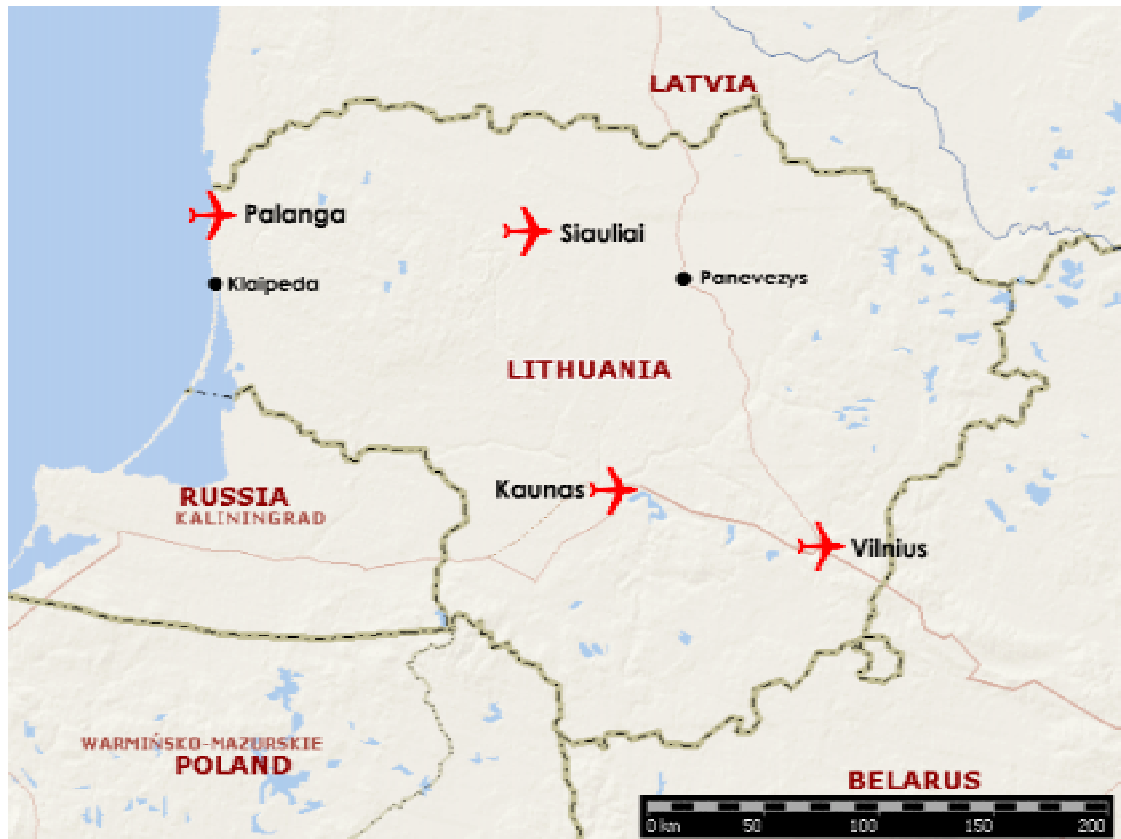 LATVIA
Palanga
Siauliai
Klaipeda
Panevezys
LITHUANIA
Kaunas
RUSSIA
KALININGRAD
Vilnius
WARMIŃSKO-MAZURSKIE
POLAND
BELARUS
0 km 50 100 150 200